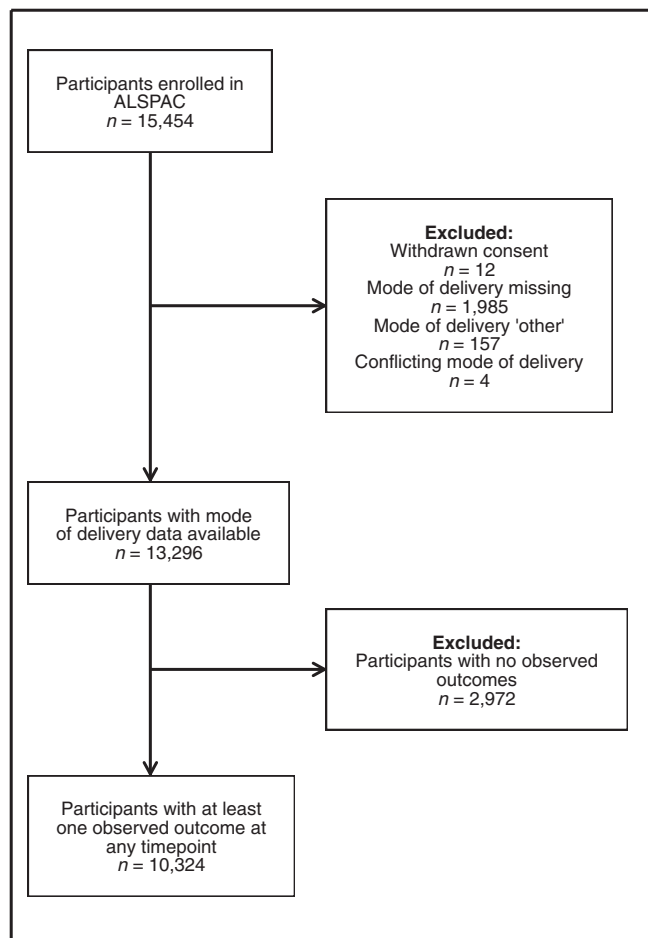 Participants enrolled in
ALSPAC
n = 15,454
Excluded:
Withdrawn consent
n = 12
Mode of delivery missing
n = 1,985
Mode of delivery 'other'
n = 157
Conflicting mode of delivery
n = 4
Participants with mode
of delivery data available
n = 13,296
Excluded:
Participants with no observed
outcomes
n = 2,972
Participants with at least
one observed outcome at
any timepoint
n = 10,324